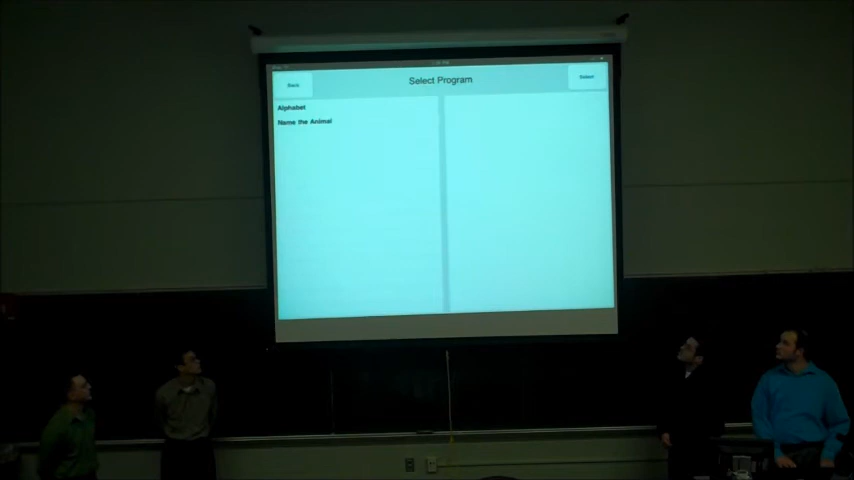 Select Program
Back
Select
Alphabet
Name the Animal